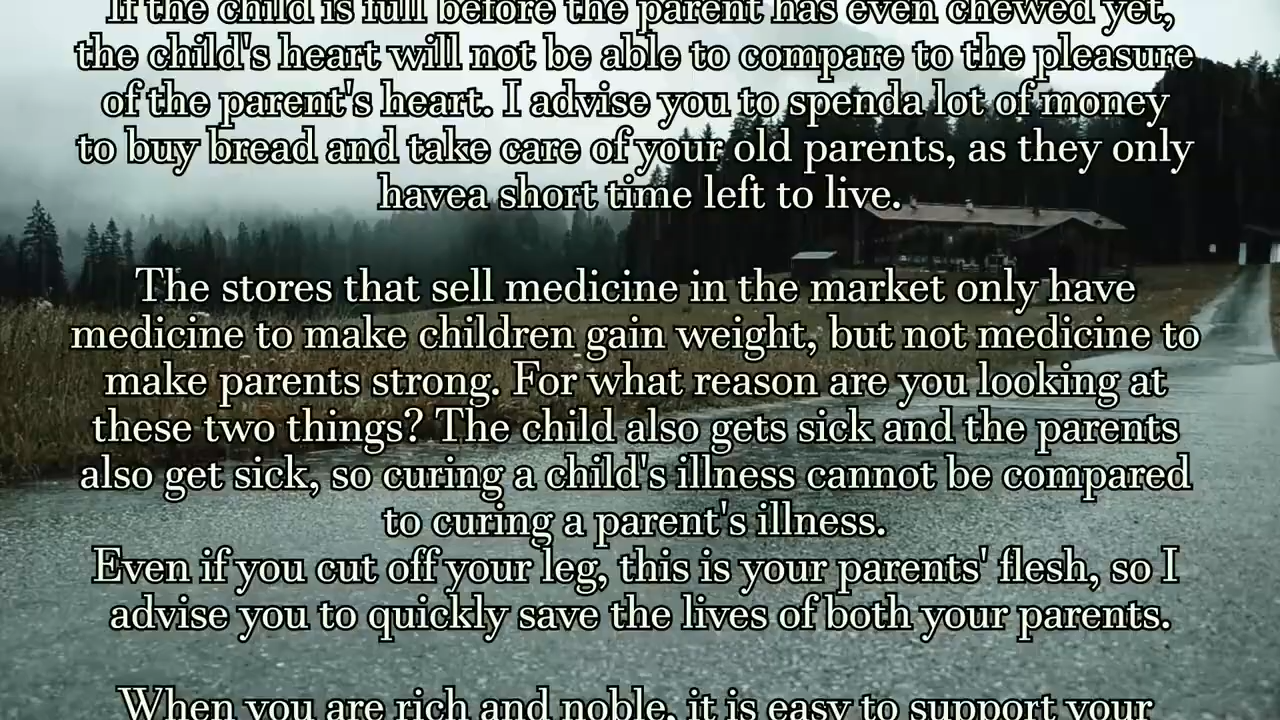 If the child is full before the parent has even chewed yet,
the child's heart will not be able to compare to the pleasure
of the parent's heart. I advise you to spenda lot of money
to buy bread and take care of your old parents, as they only
havea short time left to live.
The stores that sell medicine in the market only have
medicine to make children gain weight, but not medicine to
make parents strong. For what reason are you looking at
these two things? The child also gets sick and the parents
also get sick, so curing a child's illness cannot be compared
to curing a parent's illness.
Even if you cut off your leg, this is your parents' flesh, so I
advise you to quickly save the lives of both your parents.
When you are rich and noble, it is easy to support your